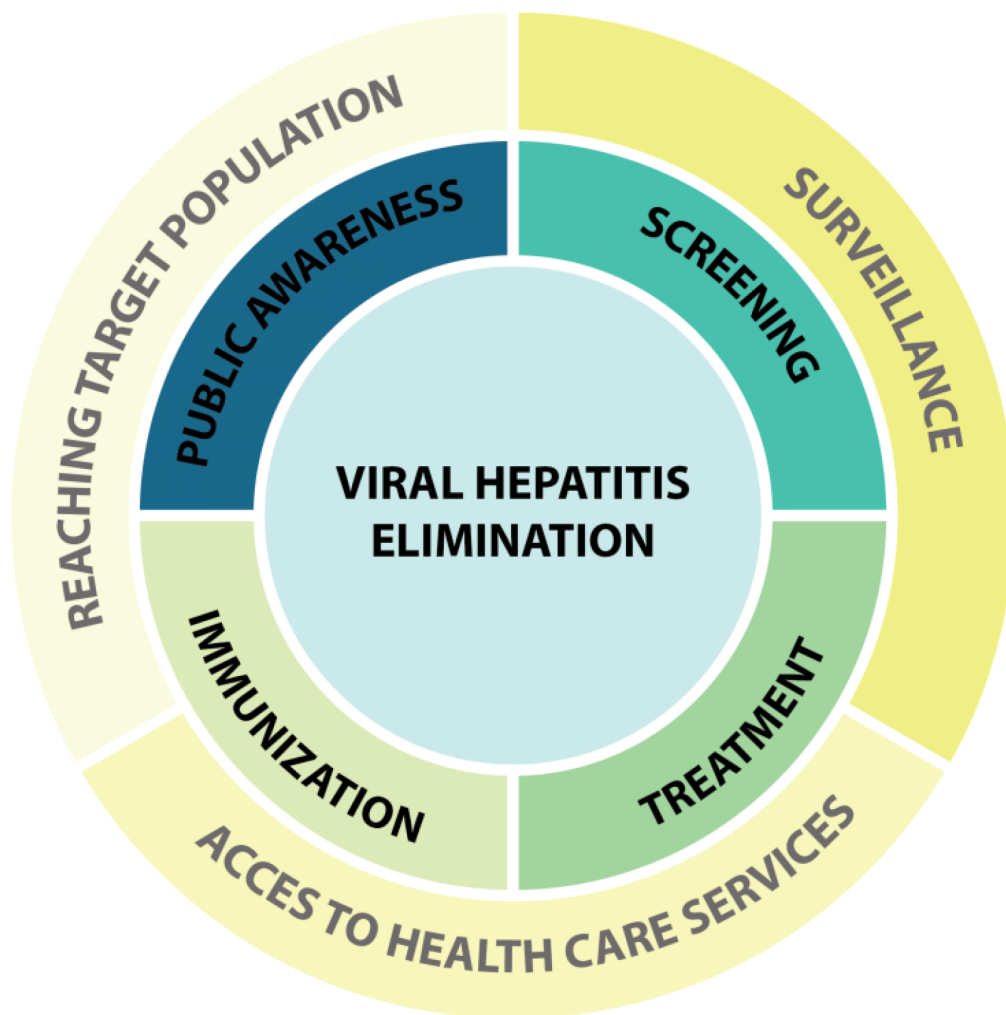 REACHING TARGET POPULATION
SURVEILLANCE
PUBLIC AWARENESS
SCREENING
VIRAL HEPATITIS
ELIMINATION
IMMUNIZATION
TREATMENT
ACCES TO HEALTH CARE SERVICES